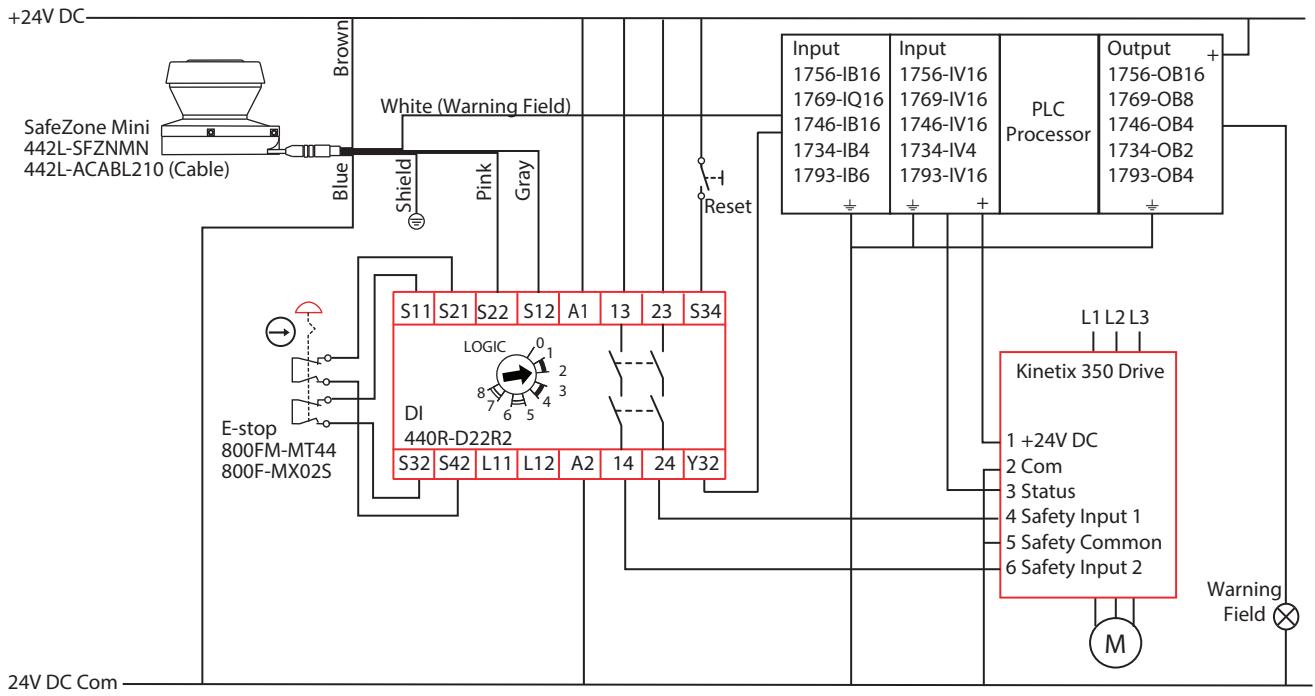 +24V DC
Brown
White (Warning Field)
SafeZone Mini
442L-SFZNMN
442L-ACABL210 (Cable)
Blue
Shield
Pink
Gray
Reset
Input
1756-IB16
1769-IQ16
1746-IB16
1734-IB4
1793-IB6
Input
1756-IV16
1769-IV16
1746-IV16
1734-IV4
1793-IV16
+
PLC
Processor
Output
+
1756-OB16
1769-OB8
1746-OB4
1734-OB2
1793-OB4
S11 S21 S22 S12 A1 13 23 S34
LOGIC
0
1
2
3
4
5
6
7
8
DI
440R-D22R2
S32 S42 L11 L12 A2 14 24 Y32
E-stop
800FM-MT44
800F-MX02S
L1 L2 L3
Kinetix 350 Drive
1 +24V DC
2 Com
3 Status
4 Safety Input 1
5 Safety Common
6 Safety Input 2
M
Warning
Field
24V DC Com